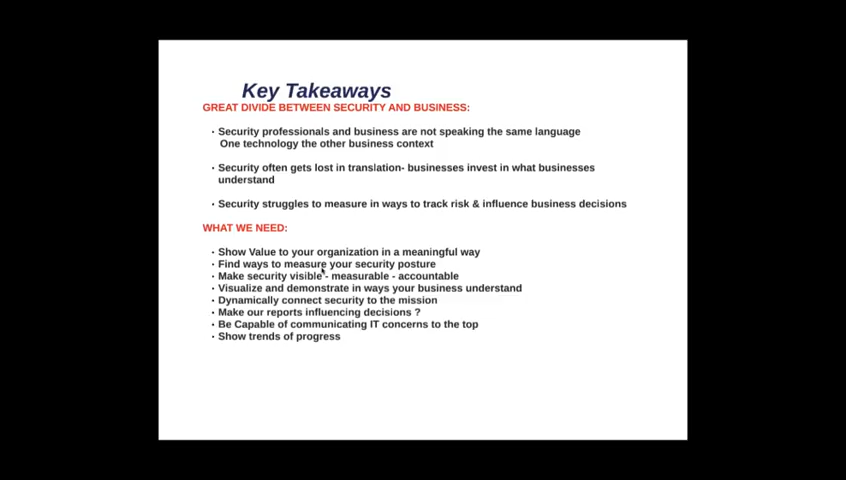 Key Takeaways
GREAT DIVIDE BETWEEN SECURITY AND BUSINESS:
· Security professionals and business are not speaking the same language
One technology the other business context
· Security often gets lost in translation- businesses invest in what businesses
understand
· Security struggles to measure in ways to track risk & influence business decisions
WHAT WE NEED:
· Show Value to your organization in a meaningful way
· Find ways to measure your security posture
· Make security visible - measurable - accountable
· Visualize and demonstrate in ways your business understand
· Dynamically connect security to the mission
· Make our reports influencing decisions ?
· Be Capable of communicating IT concerns to the top
· Show trends of progress